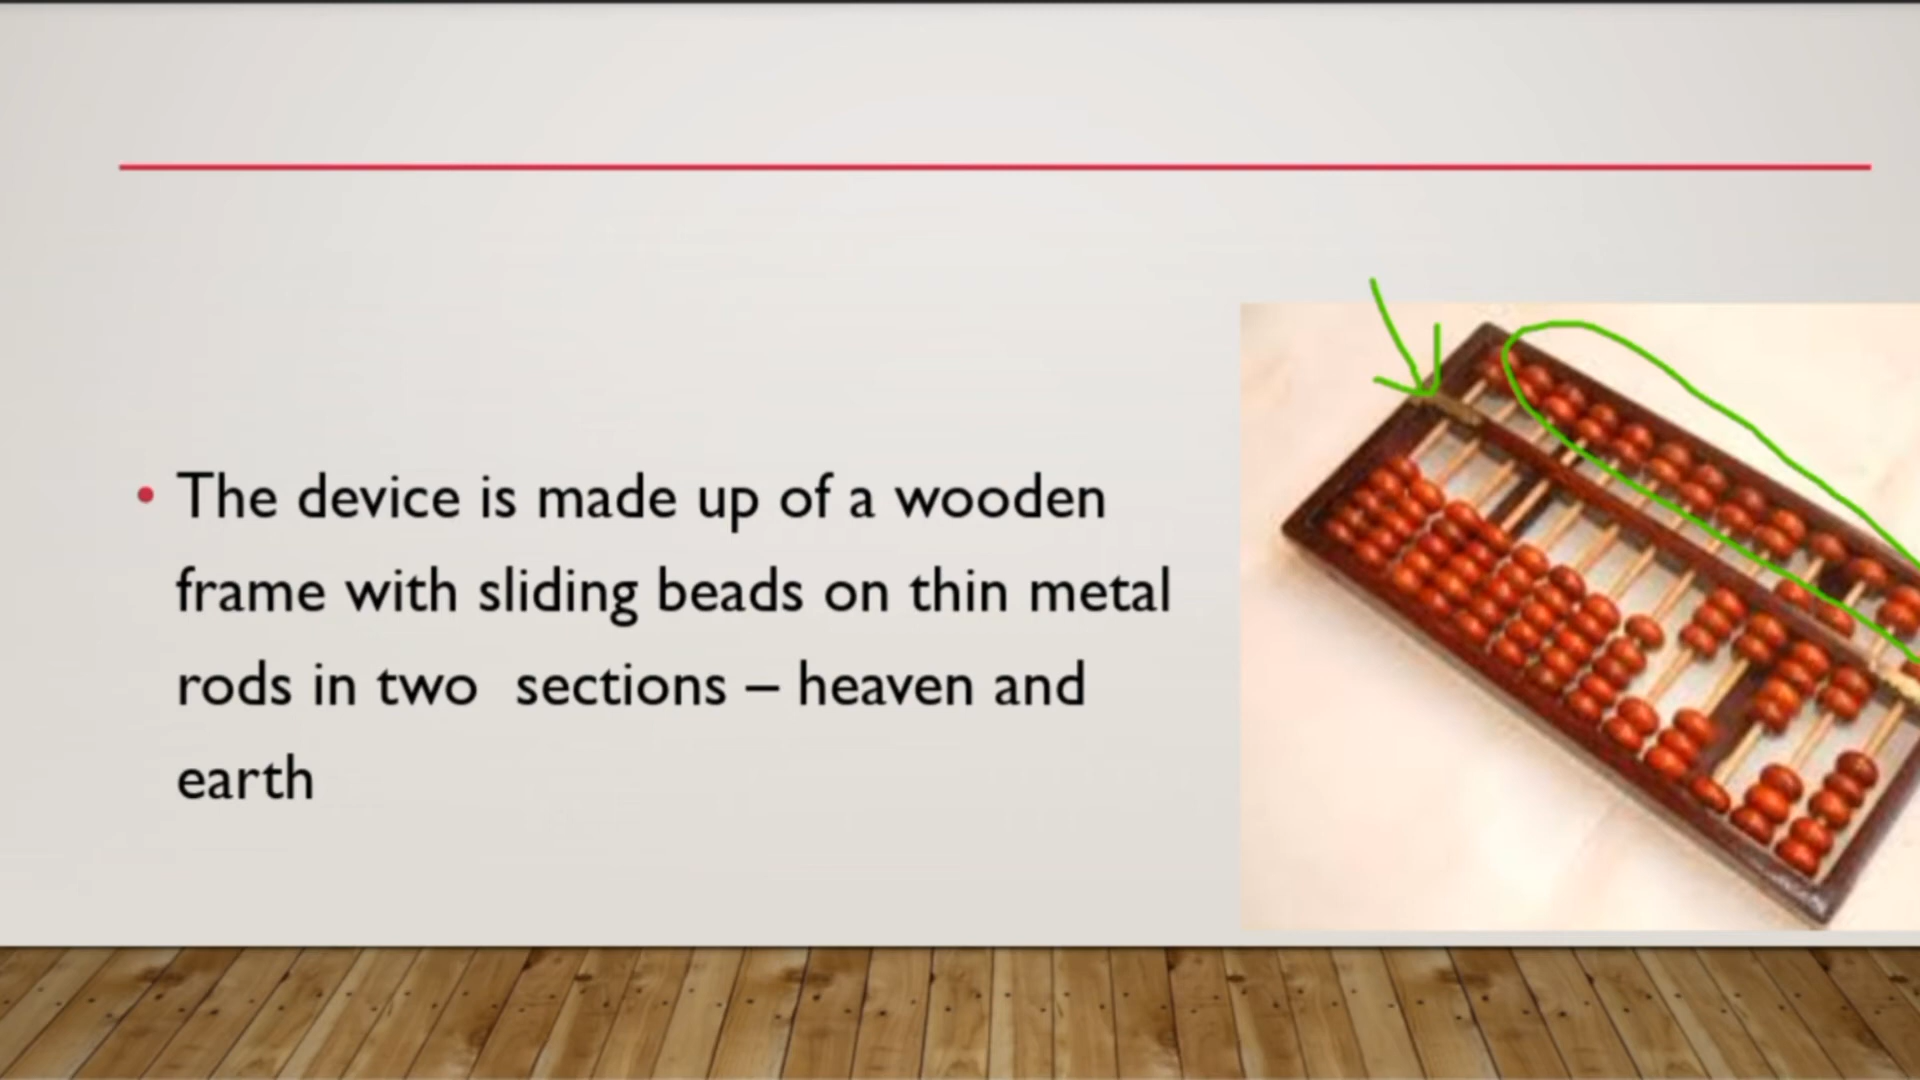 The device is made up of a wooden
frame with sliding beads on thin metal
rods in two  sections – heaven and
earth